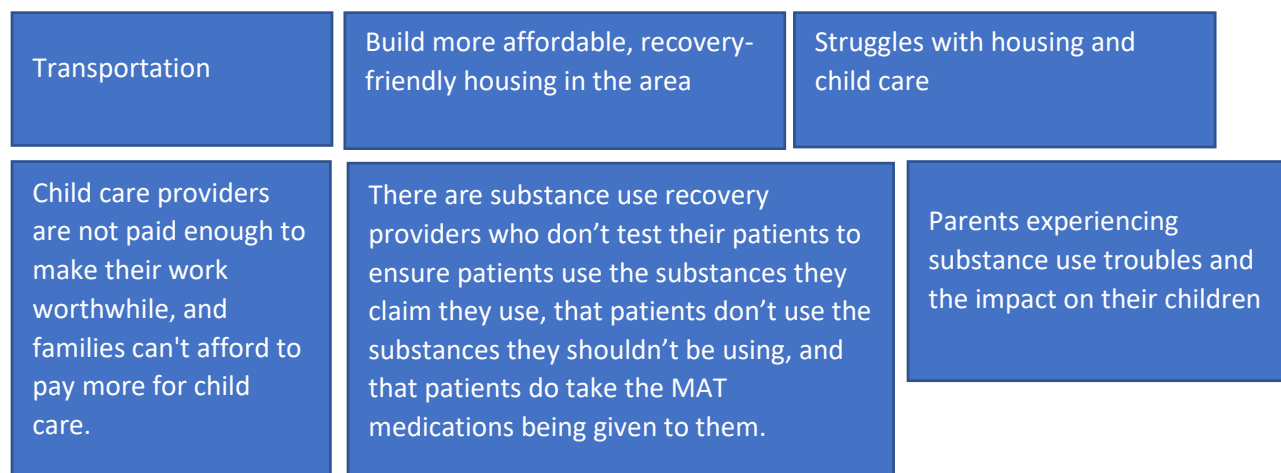 Transportation
Build more affordable, recovery-
friendly housing in the area
Struggles with housing and
child care
Child care providers
are not paid enough to
make their work
worthwhile, and
families can't afford to
pay more for child
care.
There are substance use recovery
providers who don’t test their patients to
ensure patients use the substances they
claim they use, that patients don’t use the
substances they shouldn’t be using, and
that patients do take the MAT
medications being given to them.
Parents experiencing
substance use troubles and
the impact on their children